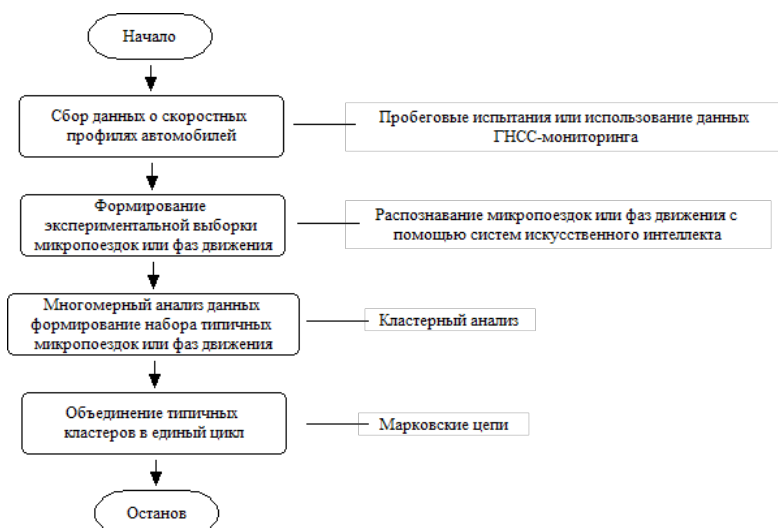 Начало
Сбор данных о скоростных
профилях автомобилей
Пробеговые испытания или использование данных
ГНСС-мониторинга
Формирование
экспериментальной выборки
микропоездок или фаз движения
Распознавание микропоездок или фаз движения с
помощью систем искусственного интеллекта
Многомерный анализ данных
формирование набора типичных
микропоездок или фаз движения
Кластерный анализ
Объединение типичных
кластеров в единый цикл
Марковские цепи
Останов